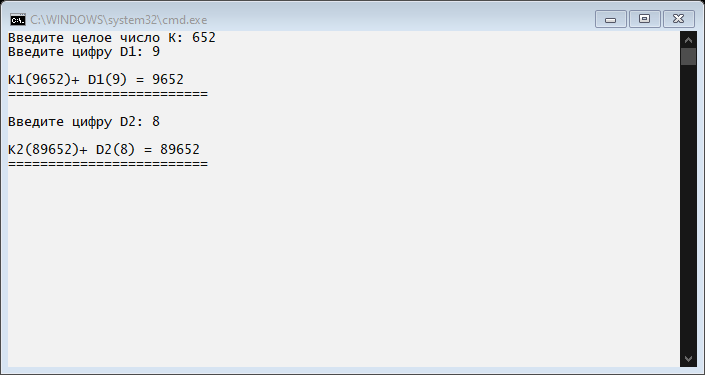 C:\WINDOWS\system32\cmd.exe
Введите целое число K: 652
Введите цифру D1: 9
K1(9652)+ D1(9) = 9652
=========================
Введите цифру D2: 8
K2(89652)+ D2(8) = 89652
=========================